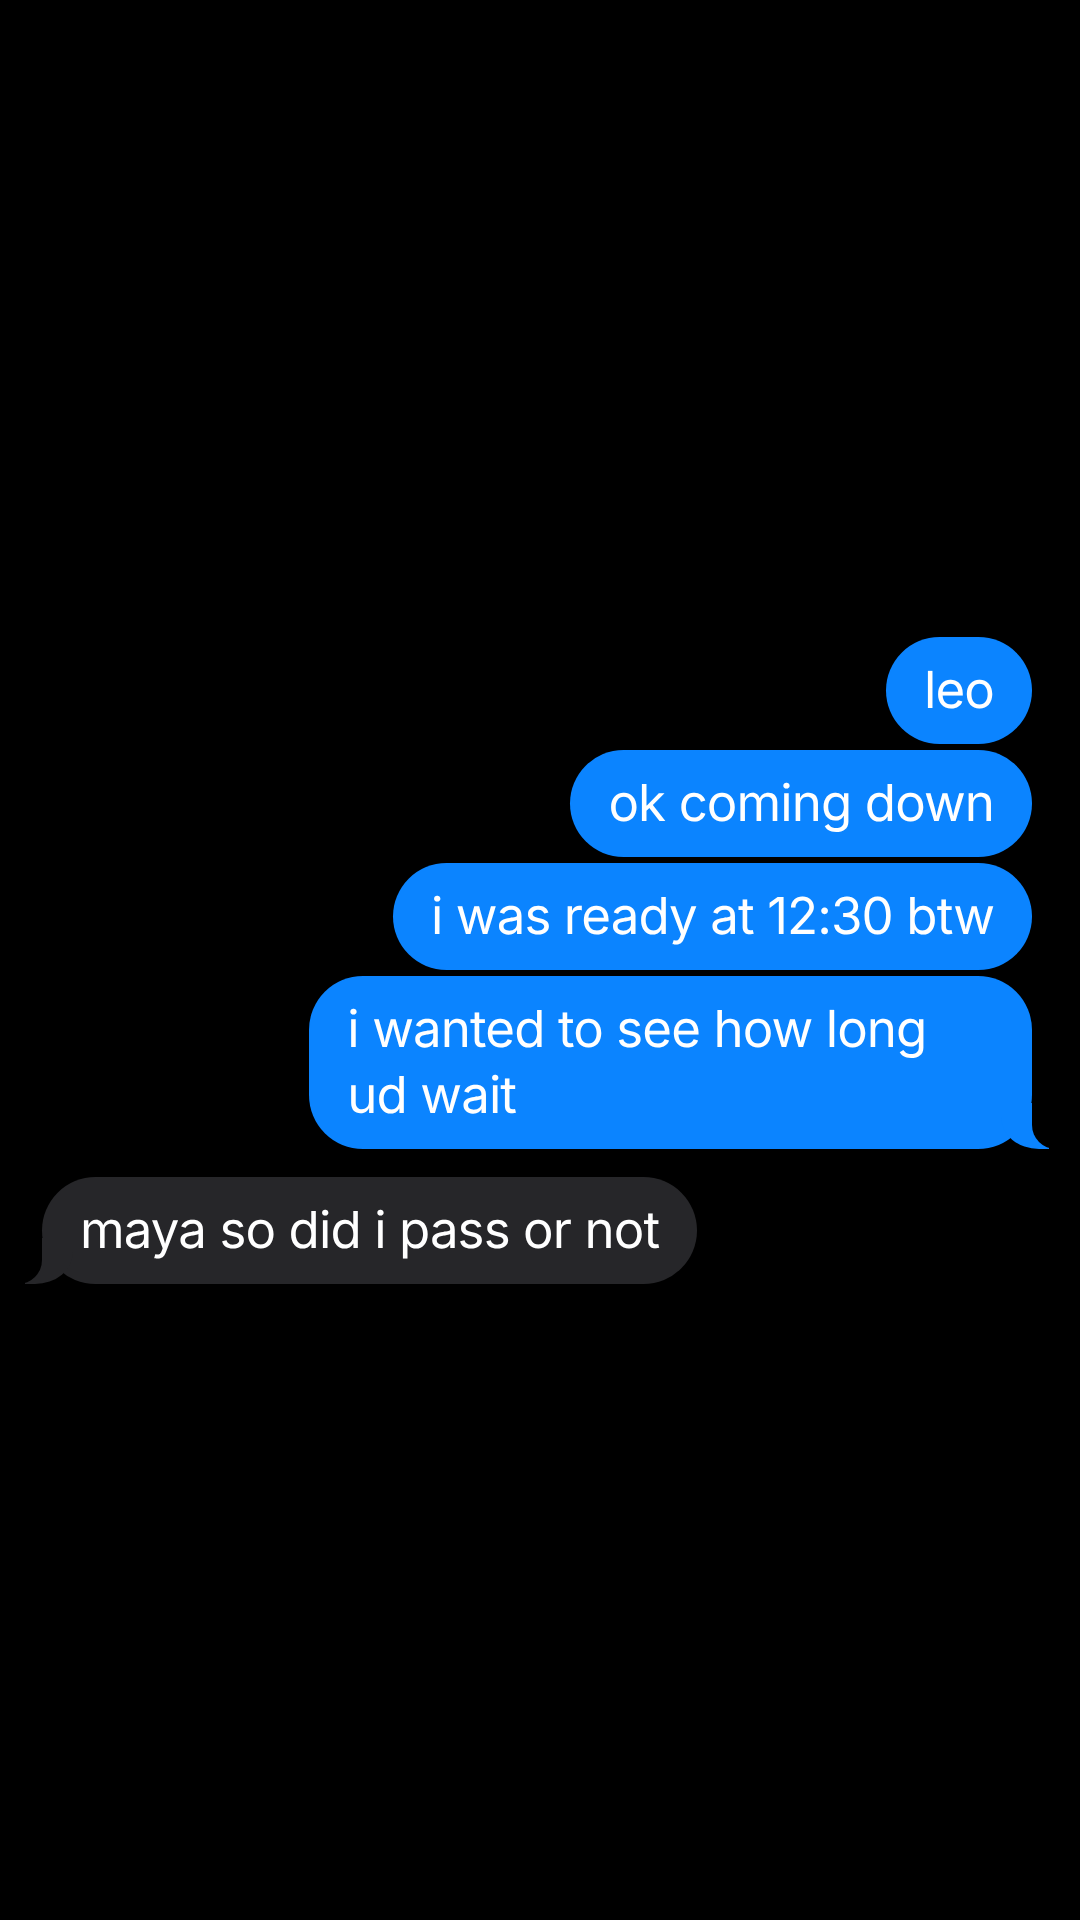 leo
ok coming down
i was ready at 12:30 btw
i wanted to see how long
ud wait
maya so did i pass or not